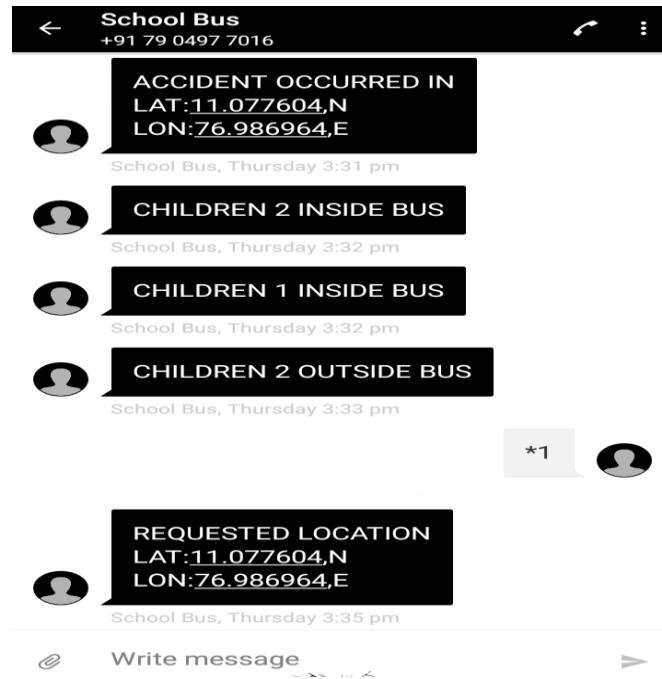 School Bus
+91 79 0497 7016
ACCIDENT OCCURRED IN
LAT:11.077604,N
LON:76.986964,E
School Bus, Thursday 3:31 pm
CHILDREN 2 INSIDE BUS
School Bus, Thursday 3:32 pm
CHILDREN 1 INSIDE BUS
School Bus, Thursday 3:32 pm
CHILDREN 2 OUTSIDE BUS
School Bus, Thursday 3:33 pm
*1
REQUESTED LOCATION
LAT:11.077604,N
LON:76.986964,E
School Bus, Thursday 3:35 pm
Write message